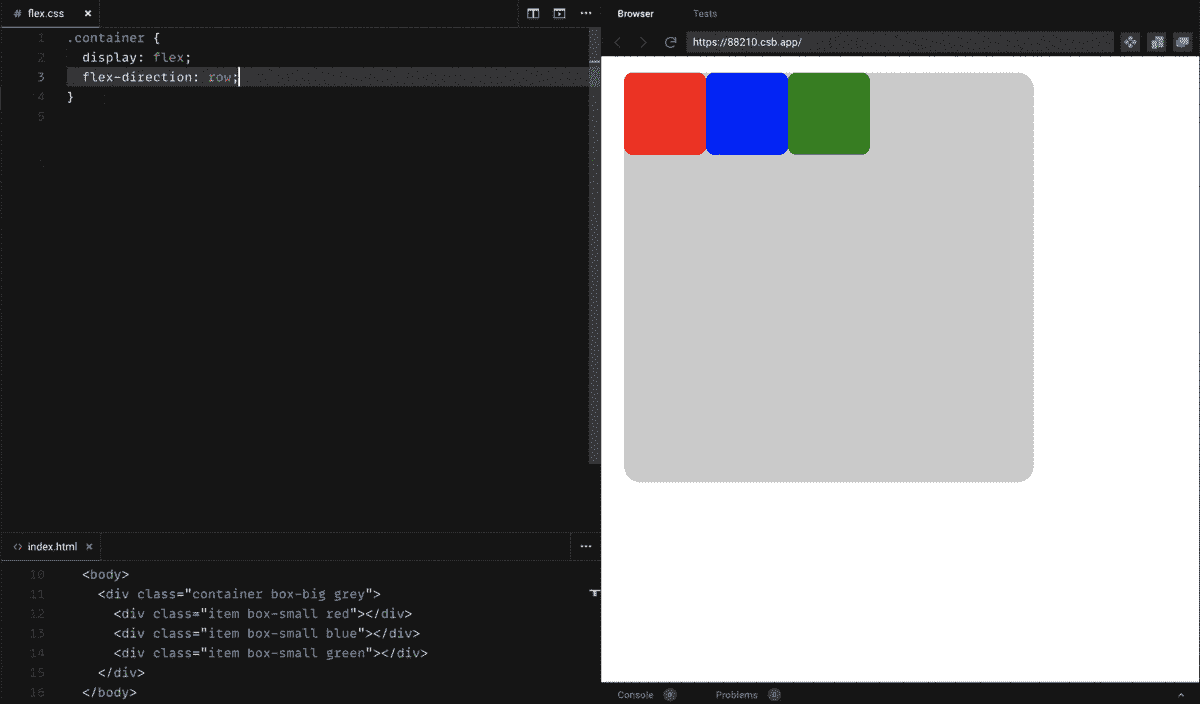 # flex.css ×
1 .container {
2 display: flex;
3 flex-direction: row;
4 }
5
<> index.html ×
10 <body>
11 <div class="container box-big grey">
12 <div class="item box-small red"></div>
13 <div class="item box-small blue"></div>
14 <div class="item box-small green"></div>
15 </div>
16 </body>
Browser Tests
https://88210.csb.app/
Console 0 Problems 0